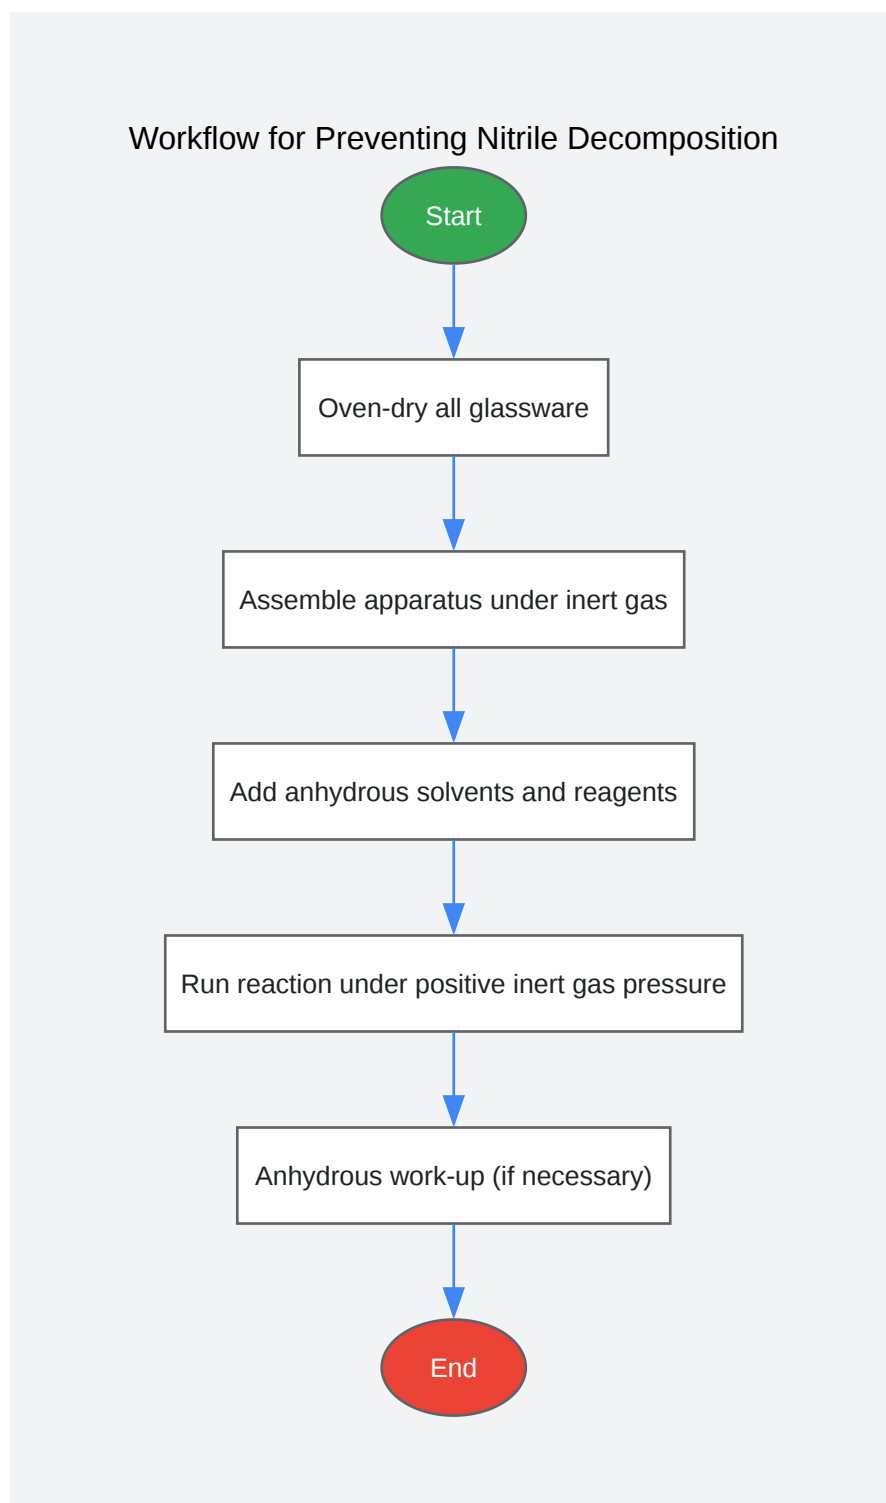 Workflow for Preventing Nitrile Decomposition
Start
Oven-dry all glassware
Assemble apparatus under inert gas
Add anhydrous solvents and reagents
Run reaction under positive inert gas pressure
Anhydrous work-up (if necessary)
End